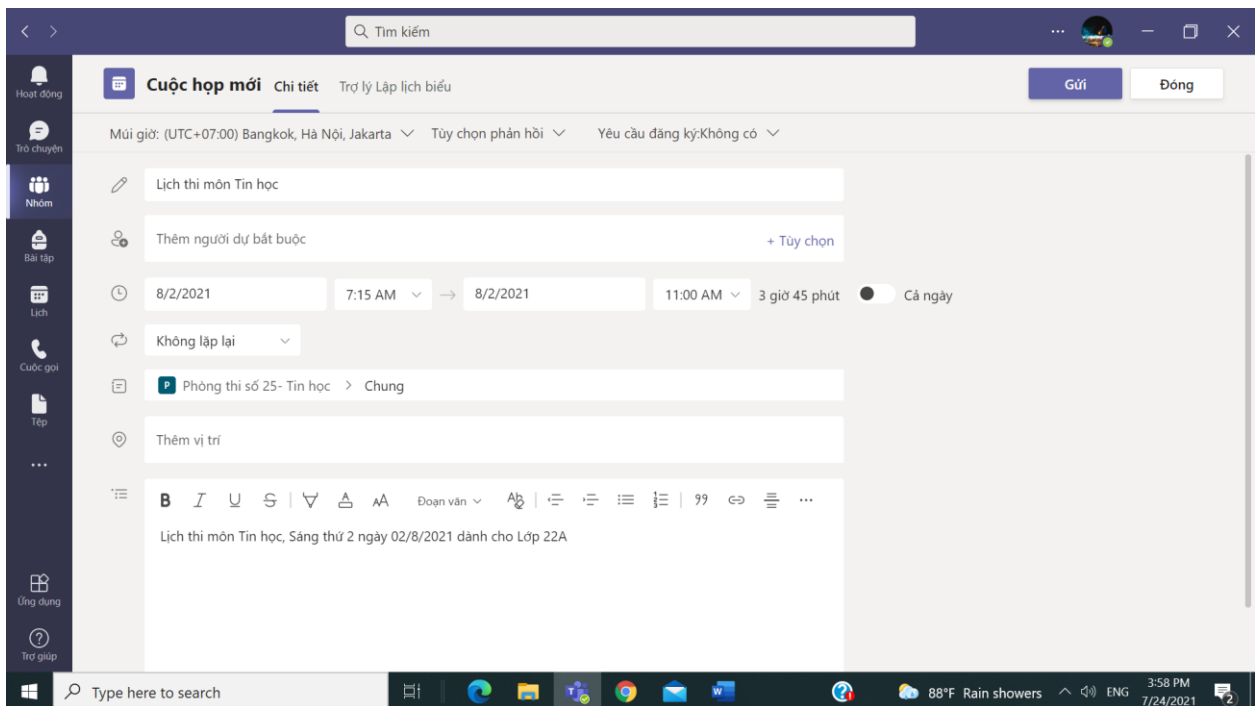 Tìm kiếm
Hoạt động
Trò chuyện
Nhóm
Bài tập
Lịch
Cuộc gọi
Tệp
Ứng dụng
Trợ giúp
Cuộc họp mới Chi tiết Trợ lý Lập lịch biểu
Gửi Đóng
Múi giờ: (UTC+07:00) Bangkok, Hà Nội, Jakarta Tùy chọn phản hồi Yêu cầu đăng ký:Không có
Lịch thi môn Tin học
Thêm người dự bắt buộc + Tùy chọn
8/2/2021 7:15 AM → 8/2/2021 11:00 AM 3 giờ 45 phút Cả ngày
Không lặp lại
P Phòng thi số 25- Tin học > Chung
Thêm vị trí
B I U S A AA Đoạn văn Ab
Lịch thi môn Tin học, Sáng thứ 2 ngày 02/8/2021 dành cho Lớp 22A
Type here to search
88°F Rain showers ENG
3:58 PM
7/24/2021
2